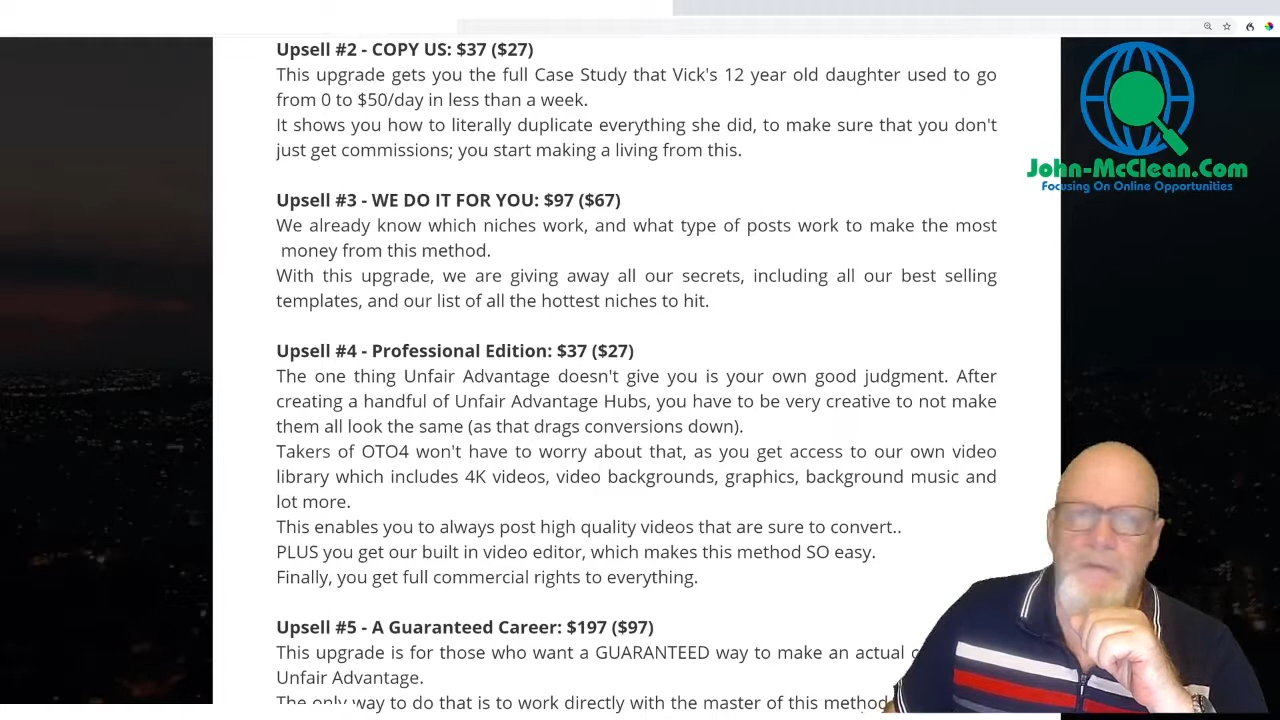 Upsell #2 - COPY US: $37 ($27)
This upgrade gets you the full Case Study that Vick's 12 year old daughter used to go
from 0 to $50/day in less than a week.
It shows you how to literally duplicate everything she did, to make sure that you don't
just get commissions; you start making a living from this.
John-McClean.Com
Focusing On Online Opportunities
Upsell #3 - WE DO IT FOR YOU: $97 ($67)
We already know which niches work, and what type of posts work to make the most
money from this method.
With this upgrade, we are giving away all our secrets, including all our best selling
templates, and our list of all the hottest niches to hit.
Upsell #4 - Professional Edition: $37 ($27)
The one thing Unfair Advantage doesn't give you is your own good judgment. After
creating a handful of Unfair Advantage Hubs, you have to be very creative to not make
them all look the same (as that drags conversions down).
Takers of OTO4 won't have to worry about that, as you get access to our own video
library which includes 4K videos, video backgrounds, graphics, background music and
lot more.
This enables you to always post high quality videos that are sure to convert..
PLUS you get our built in video editor, which makes this method SO easy.
Finally, you get full commercial rights to everything.
Upsell #5 - A Guaranteed Career: $197 ($97)
This upgrade is for those who want a GUARANTEED way to make an actual
Unfair Advantage.
The only way to do that is to work directly with the master of this method